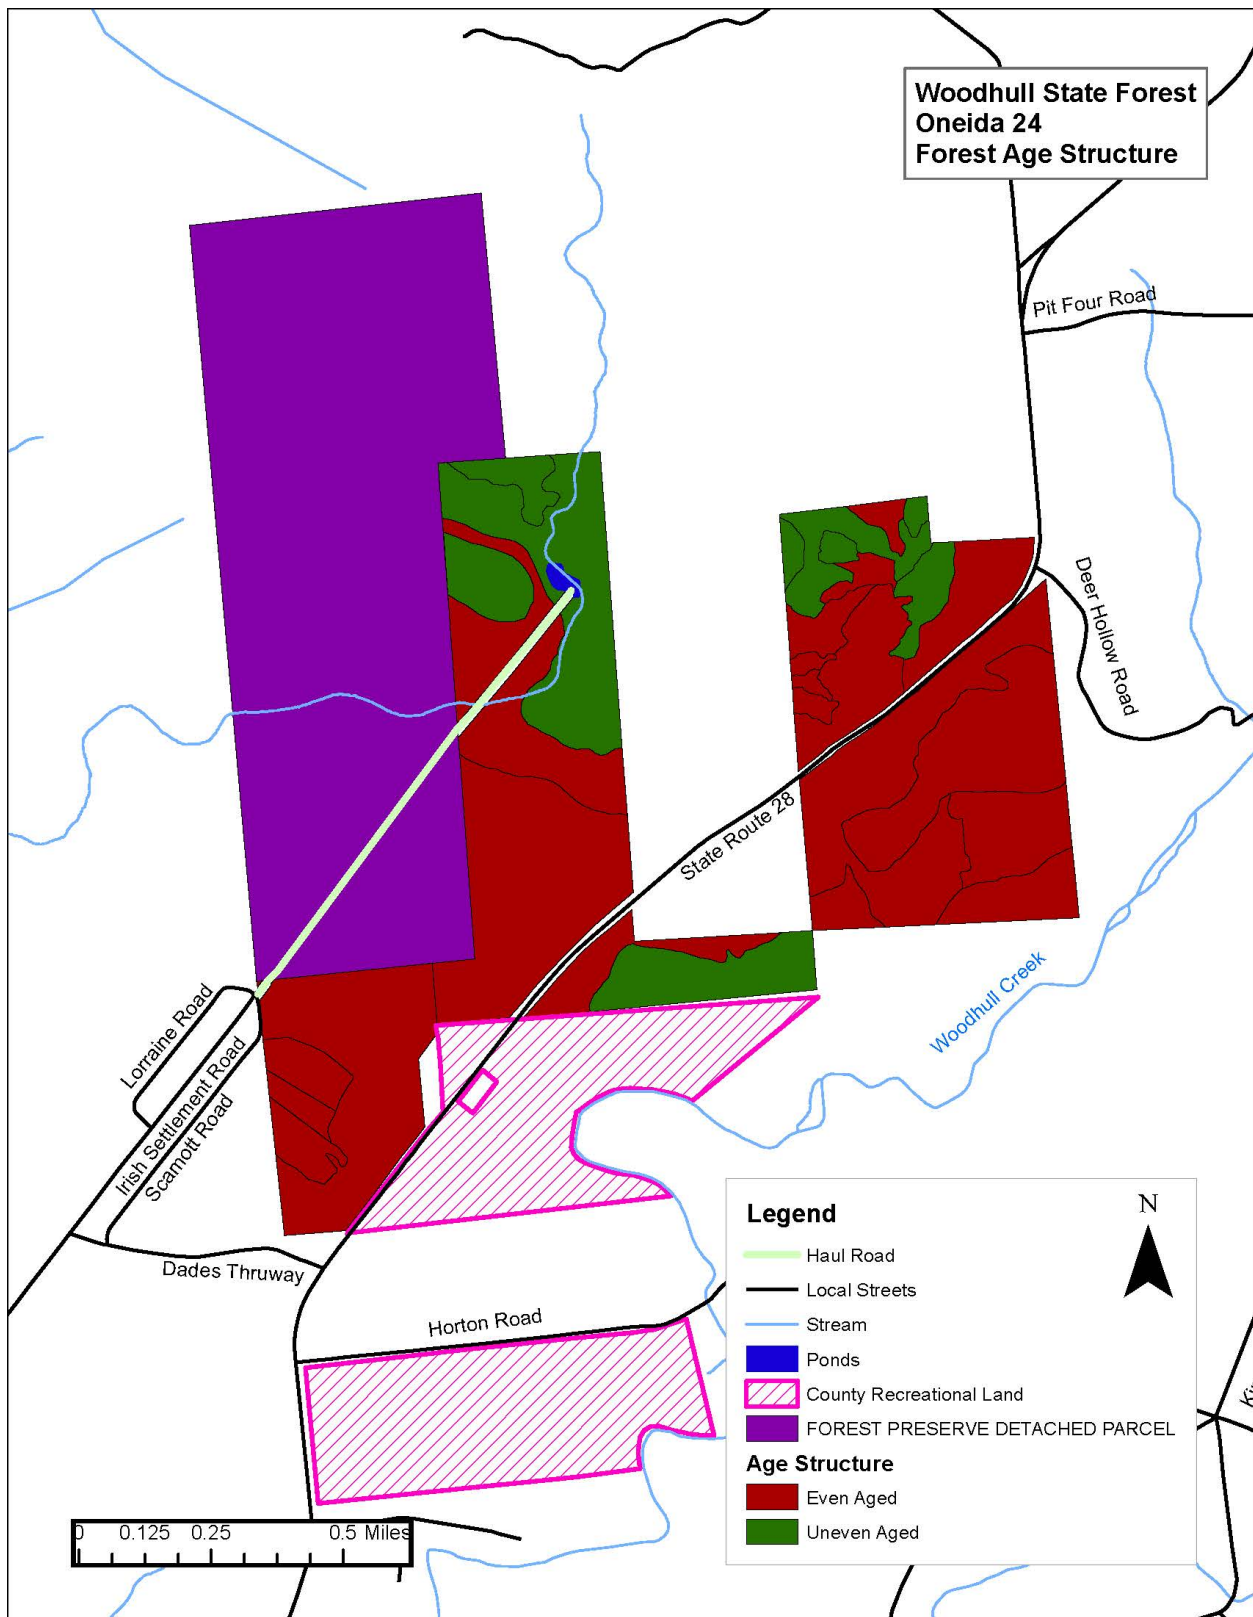 Woodhull State Forest
Oneida 24
Forest Age Structure
Pit Four Road
Deer Hollow Road
State Route 28
Woodhull Creek
Lorraine Road
Irish Settlement Road
Scamott Road
Dades Thruway
Horton Road
Legend
N
Haul Road
Local Streets
Stream
Ponds
County Recreational Land
FOREST PRESERVE DETACHED PARCEL
Age Structure
Even Aged
Uneven Aged
0 0.125 0.25 0.5 Miles